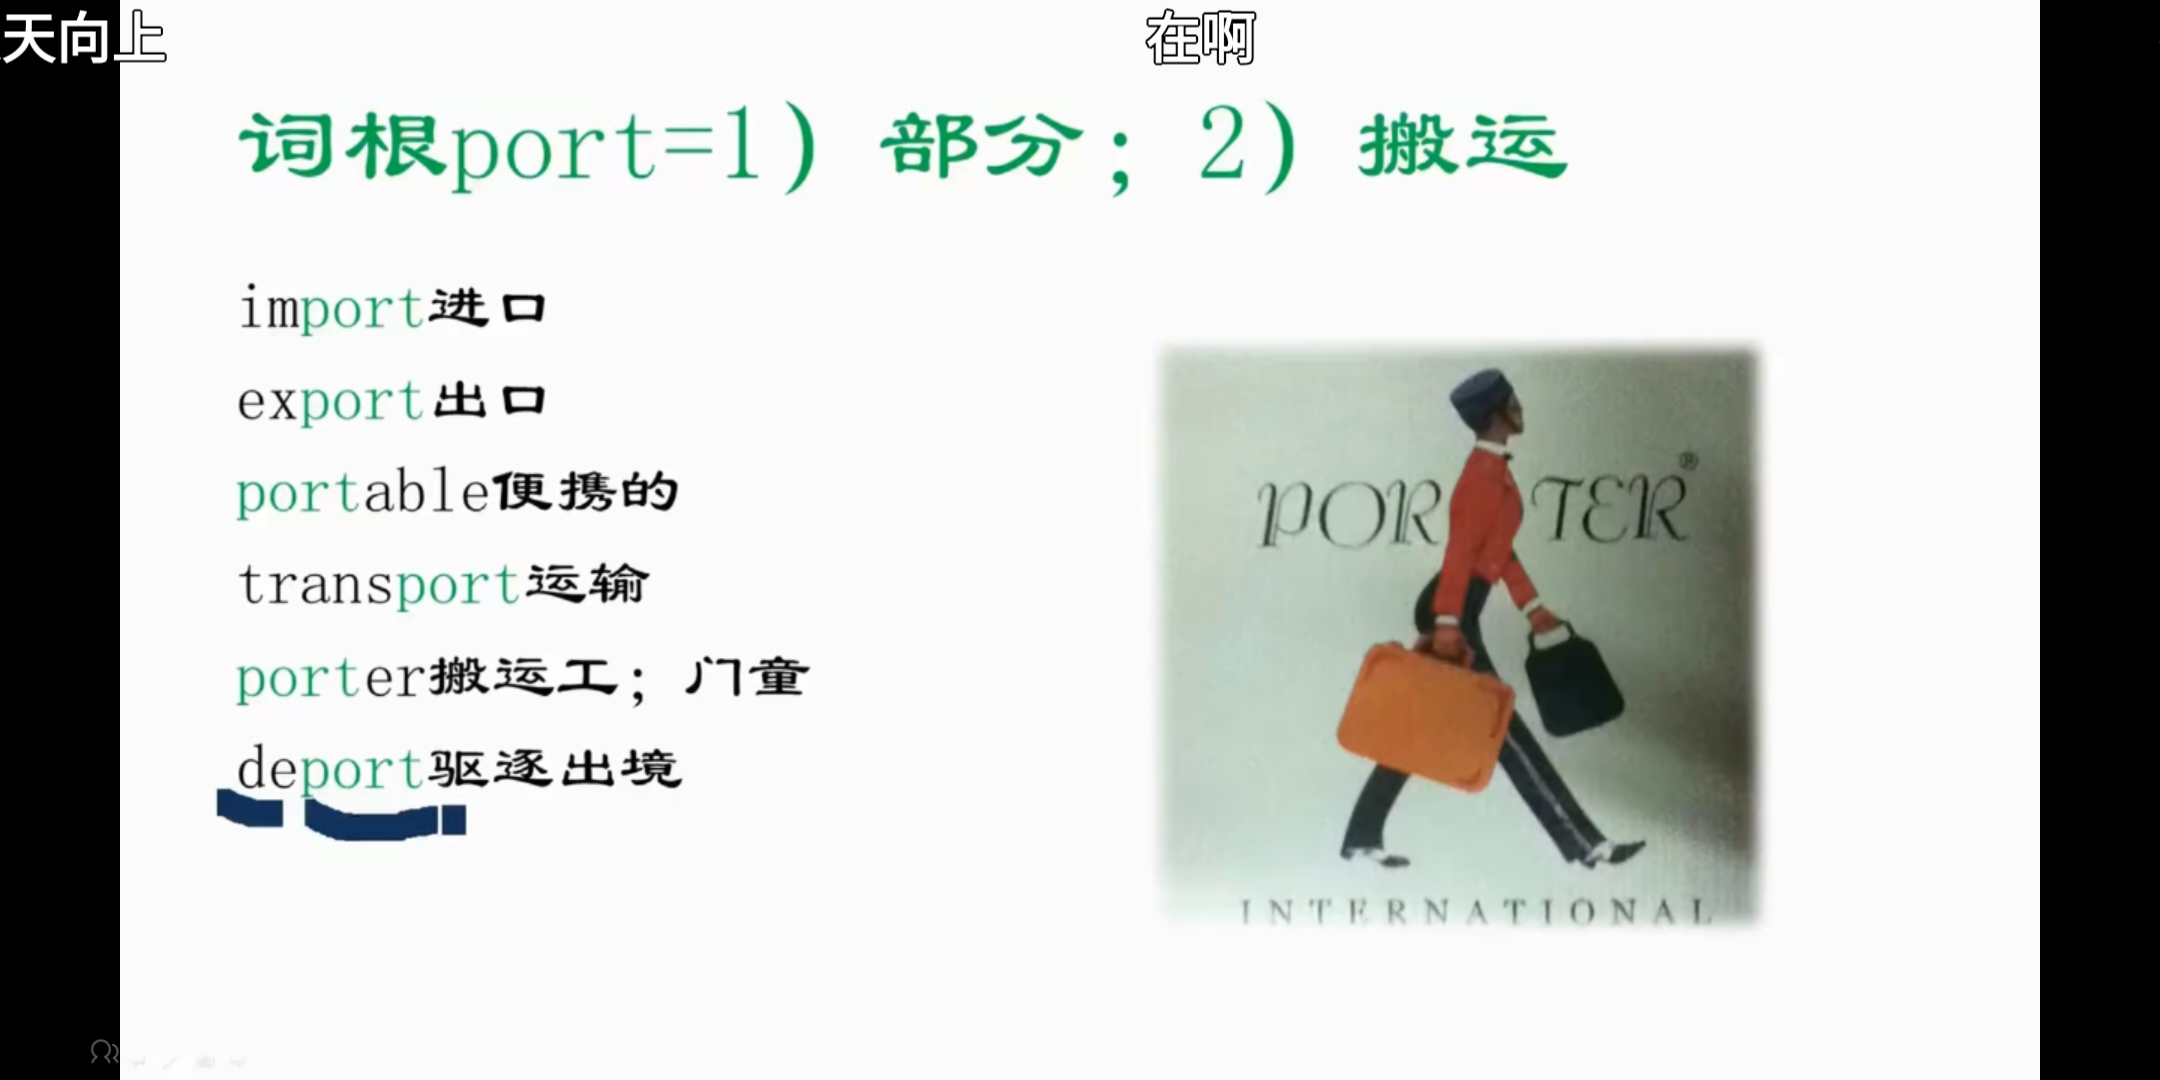 天向上
在啊
词根port=1）部分；2）搬运
import进口
export出口
portable便携的
transport运输
porter搬运工；门童
deport驱逐出境
PORTER®
INTERNATIONAL